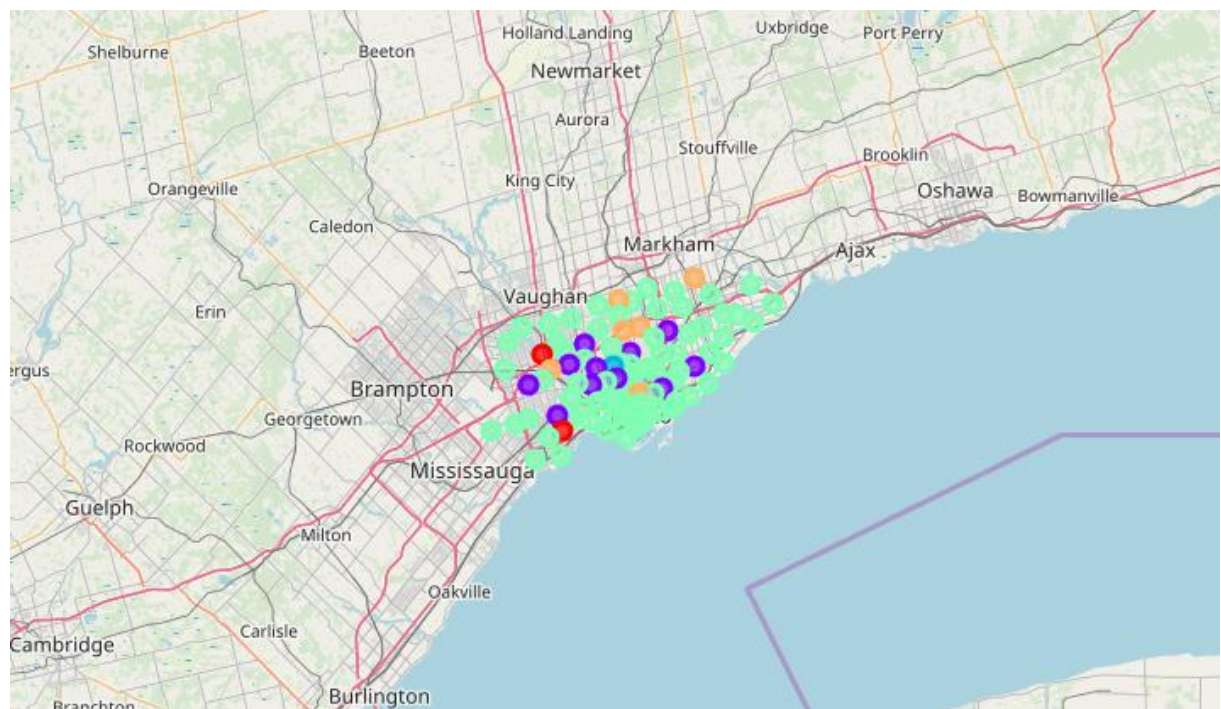 Holland Landing
Uxbridge
Port Perry
Shelburne
Beeton
Newmarket
Aurora
Stouffville
Brooklin
King City
Orangeville
Oshawa
Bowmanville
Caledon
Markham
Ajax
Vaughan
Erin
ergus
Brampton
Georgetown
Rockwood
Mississauga
Guelph
Milton
Oakville
Carlisle
Cambridge
Burlington